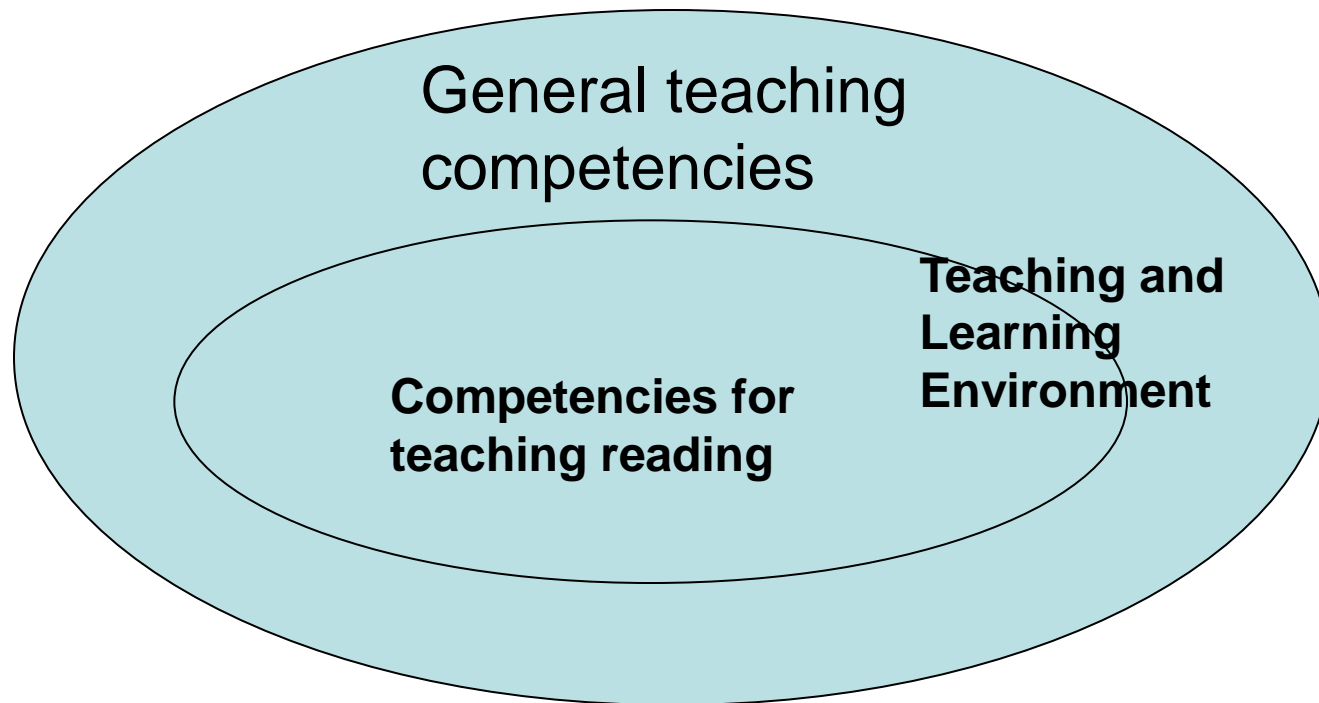 General teaching
competencies
Teaching and
Learning
Environment
Competencies for
teaching reading